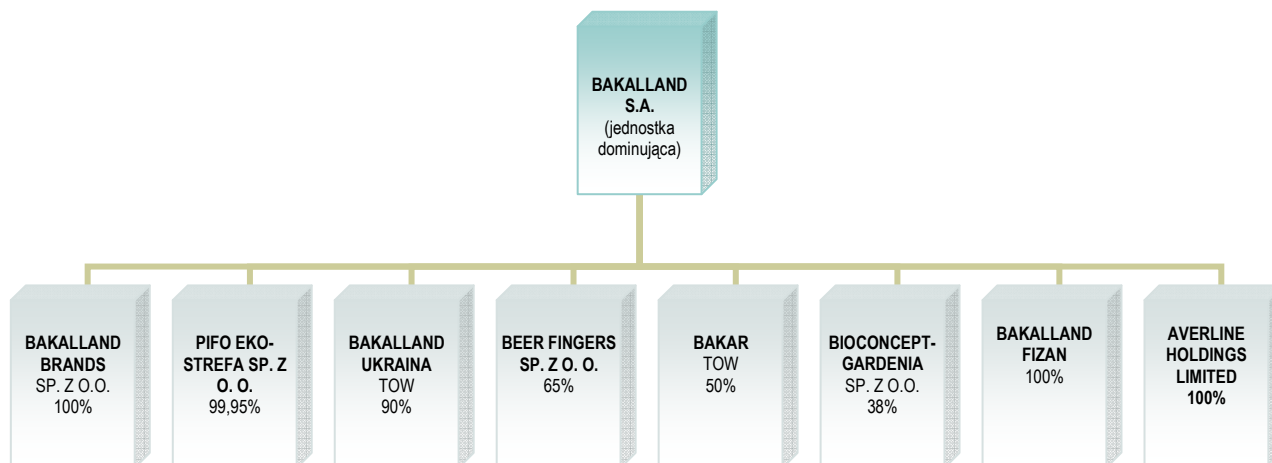 BAKALLAND
S.A.
(jednostka
dominująca)
BAKALLAND
BRANDS
SP. Z O.O.
100%
PIFO EKO-
STREFA SP. Z
O. O.
99,95%
BAKALLAND
UKRAINA
TOW
90%
BEER FINGERS
SP. Z O. O.
65%
BAKAR
TOW
50%
BIOCONCEPT-
GARDENIA
SP. Z O.O.
38%
BAKALLAND
FIZAN
100%
AVERLINE
HOLDINGS
LIMITED
100%